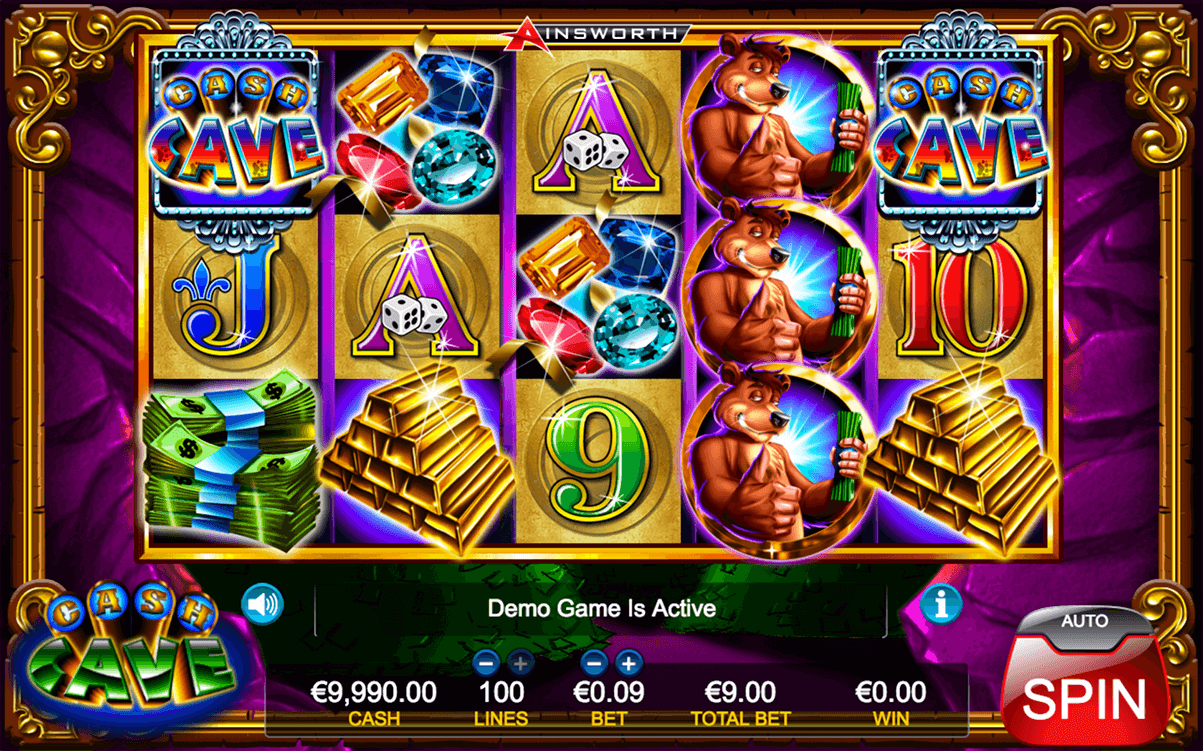 AINSWORTH
CASH
CAVE
CASH
CAVE
A
J
A
10
$
$
$
9
CASH
CAVE
Demo Game Is Active
i
AUTO
SPIN
- + - +
€9,990.00 100 €0.09 €9.00 €0.00
CASH LINES BET TOTAL BET WIN